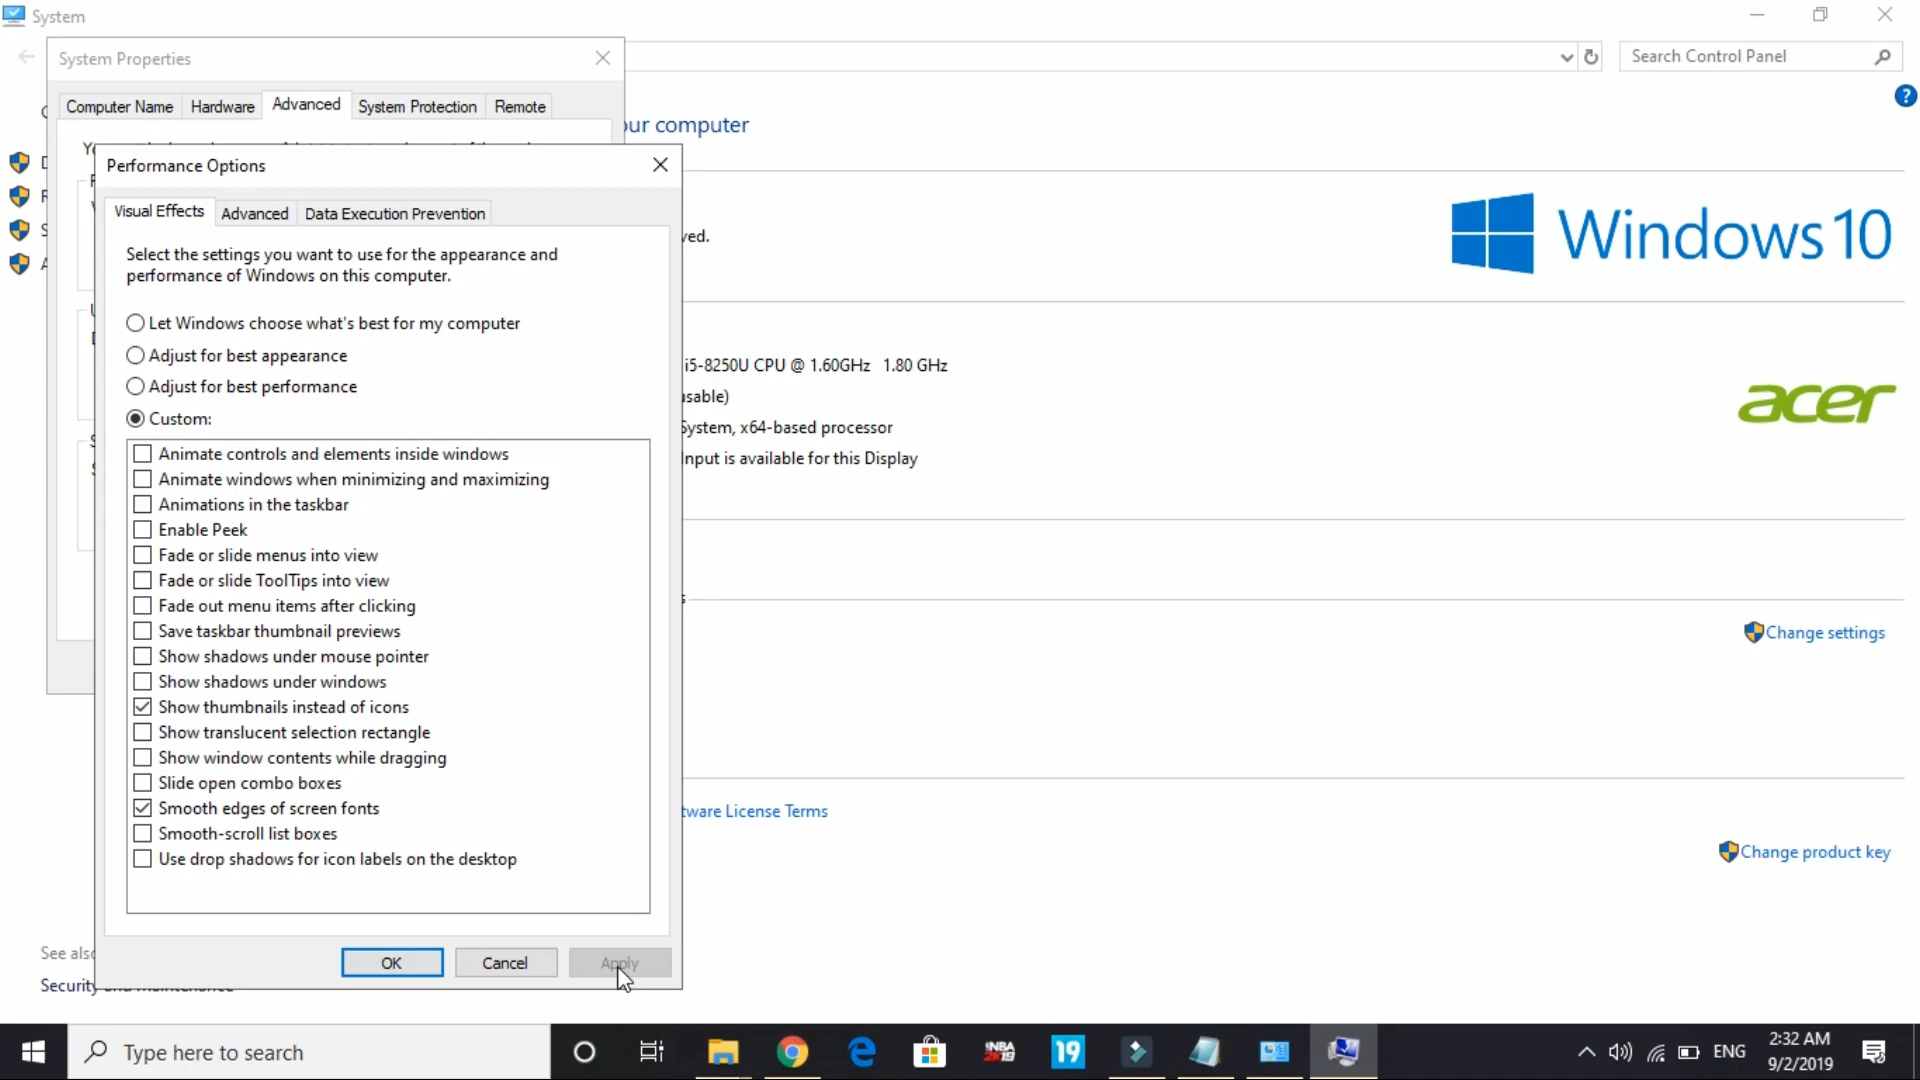 System
System Properties
Search Control Panel
Computer Name
Hardware
Advanced
System Protection
Remote
our computer
Performance Options
Visual Effects
Advanced
Data Execution Prevention
ved.
Windows 10
Select the settings you want to use for the appearance and
performance of Windows on this computer.
Let Windows choose what's best for my computer
Adjust for best appearance
Adjust for best performance
Custom:
i5-8250U CPU @ 1.60GHz 1.80 GHz
usable)
System, x64-based processor
Input is available for this Display
acer
Animate controls and elements inside windows
Animate windows when minimizing and maximizing
Animations in the taskbar
Enable Peek
Fade or slide menus into view
Fade or slide ToolTips into view
Fade out menu items after clicking
Save taskbar thumbnail previews
Show shadows under mouse pointer
Show shadows under windows
Show thumbnails instead of icons
Show translucent selection rectangle
Show window contents while dragging
Slide open combo boxes
Smooth edges of screen fonts
Smooth-scroll list boxes
Use drop shadows for icon labels on the desktop
Change settings
tware License Terms
Change product key
See also
OK
Cancel
Apply
Security and Maintenance
Type here to search
NBA
2K19
19
ENG
2:32 AM
9/2/2019